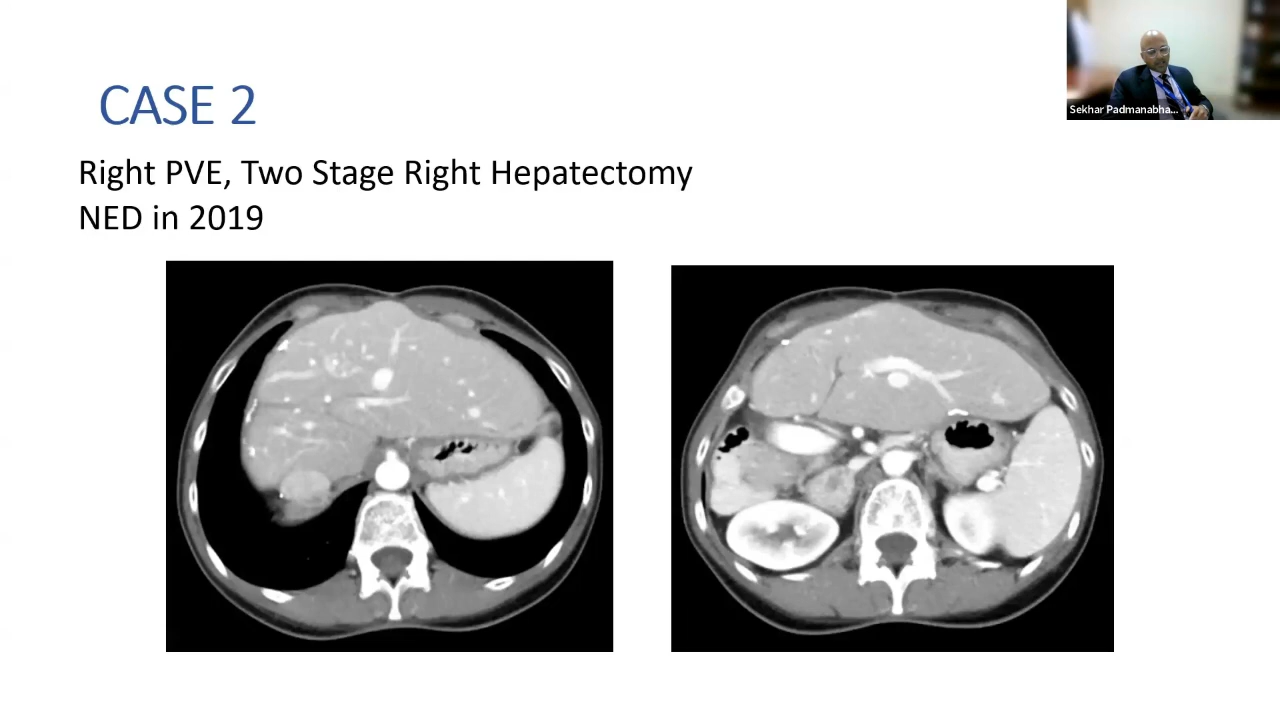 CASE 2
Right PVE, Two Stage Right Hepatectomy
NED in 2019
Sekhar Padmanabha...